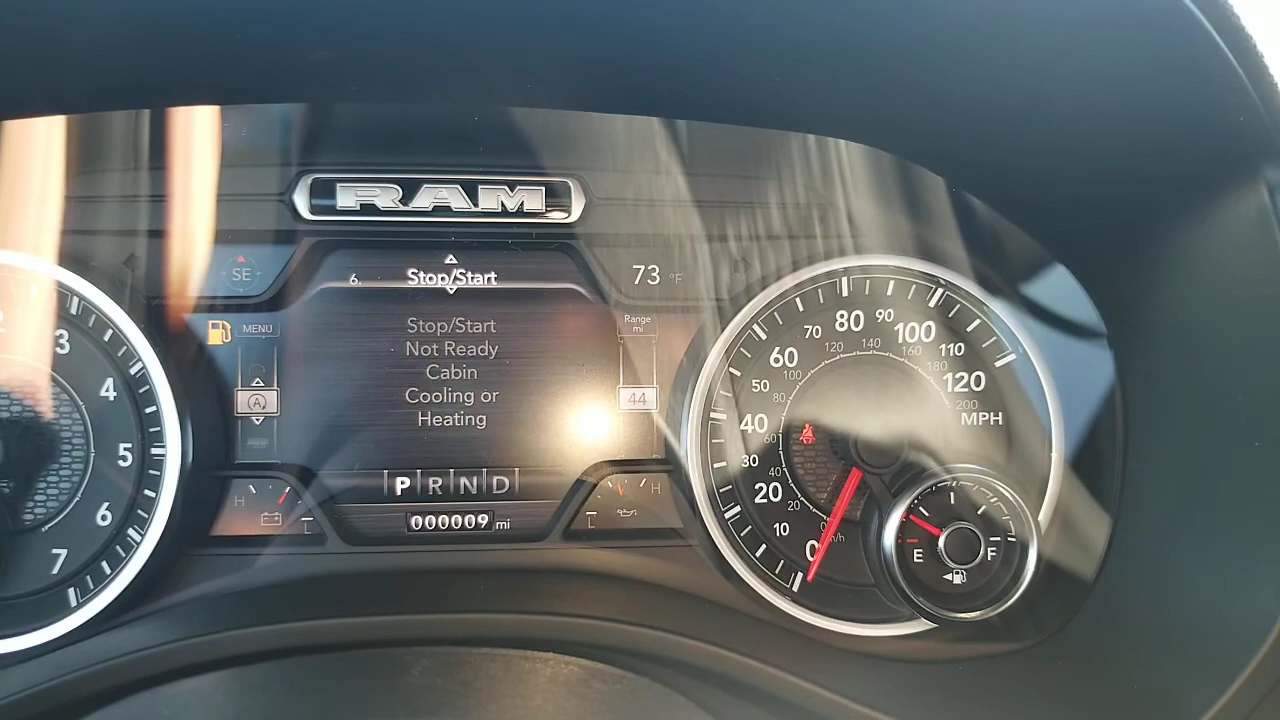 RAM
SE
6.
Stop/Start
73 °F
MENU
Stop/Start
Not Ready
Cabin
Cooling or
Heating
Range
mi
A
44
P R N D
000009 mi
H
L
H
L
3
4
5
6
7
0
10
20
30
40
50
60
70
80
90
100
110
120
MPH
20
40
60
80
100
120
140
160
180
200
E
F